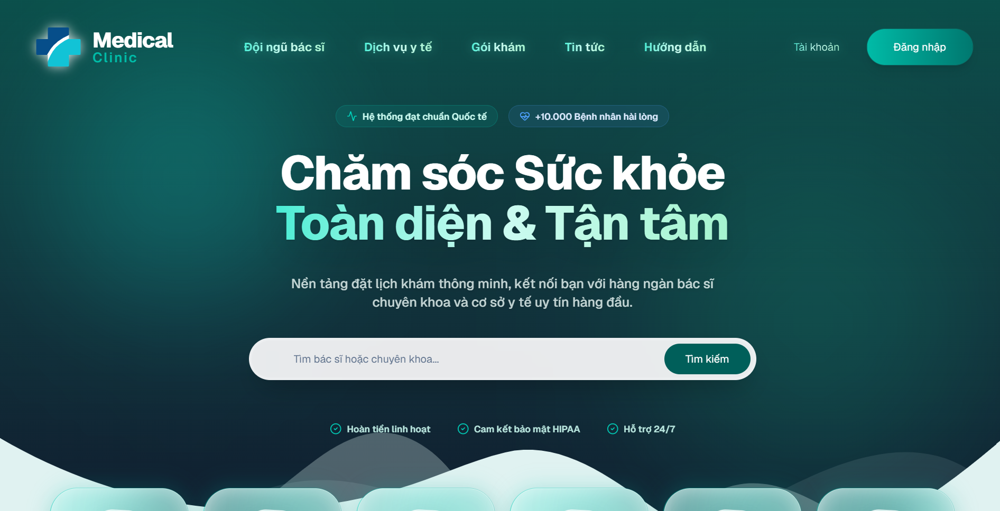 Medical
Clinic
Đội ngũ bác sĩ
Dịch vụ y tế
Gói khám
Tin tức
Hướng dẫn
Tài khoản
Đăng nhập
Hệ thống đạt chuẩn Quốc tế
+10.000 Bệnh nhân hài lòng
Chăm sóc Sức khỏe
Toàn diện & Tận tâm
Nền tảng đặt lịch khám thông minh, kết nối bạn với hàng ngàn bác sĩ
chuyên khoa và cơ sở y tế uy tín hàng đầu.
Tìm bác sĩ hoặc chuyên khoa...
Tìm kiếm
Hoàn tiền linh hoạt
Cam kết bảo mật HIPAA
Hỗ trợ 24/7